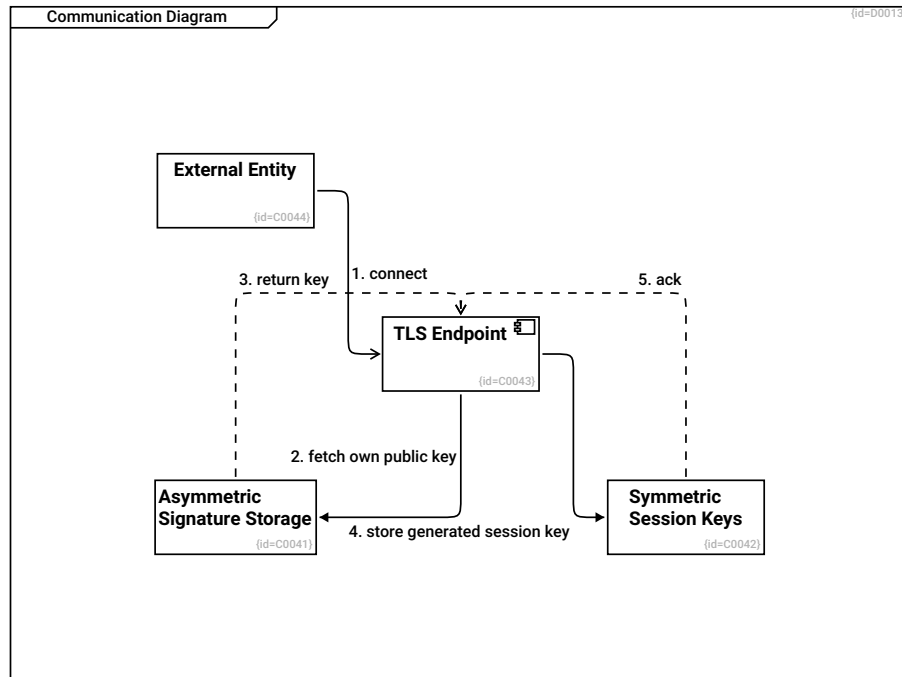 Communication Diagram
{id=D0013
External Entity
{id=C0044}
3. return key
1. connect
5. ack
TLS Endpoint
{id=C0043}
2. fetch own public key
Asymmetric
Signature Storage
{id=C0041}
4. store generated session key
Symmetric
Session Keys
{id=C0042}